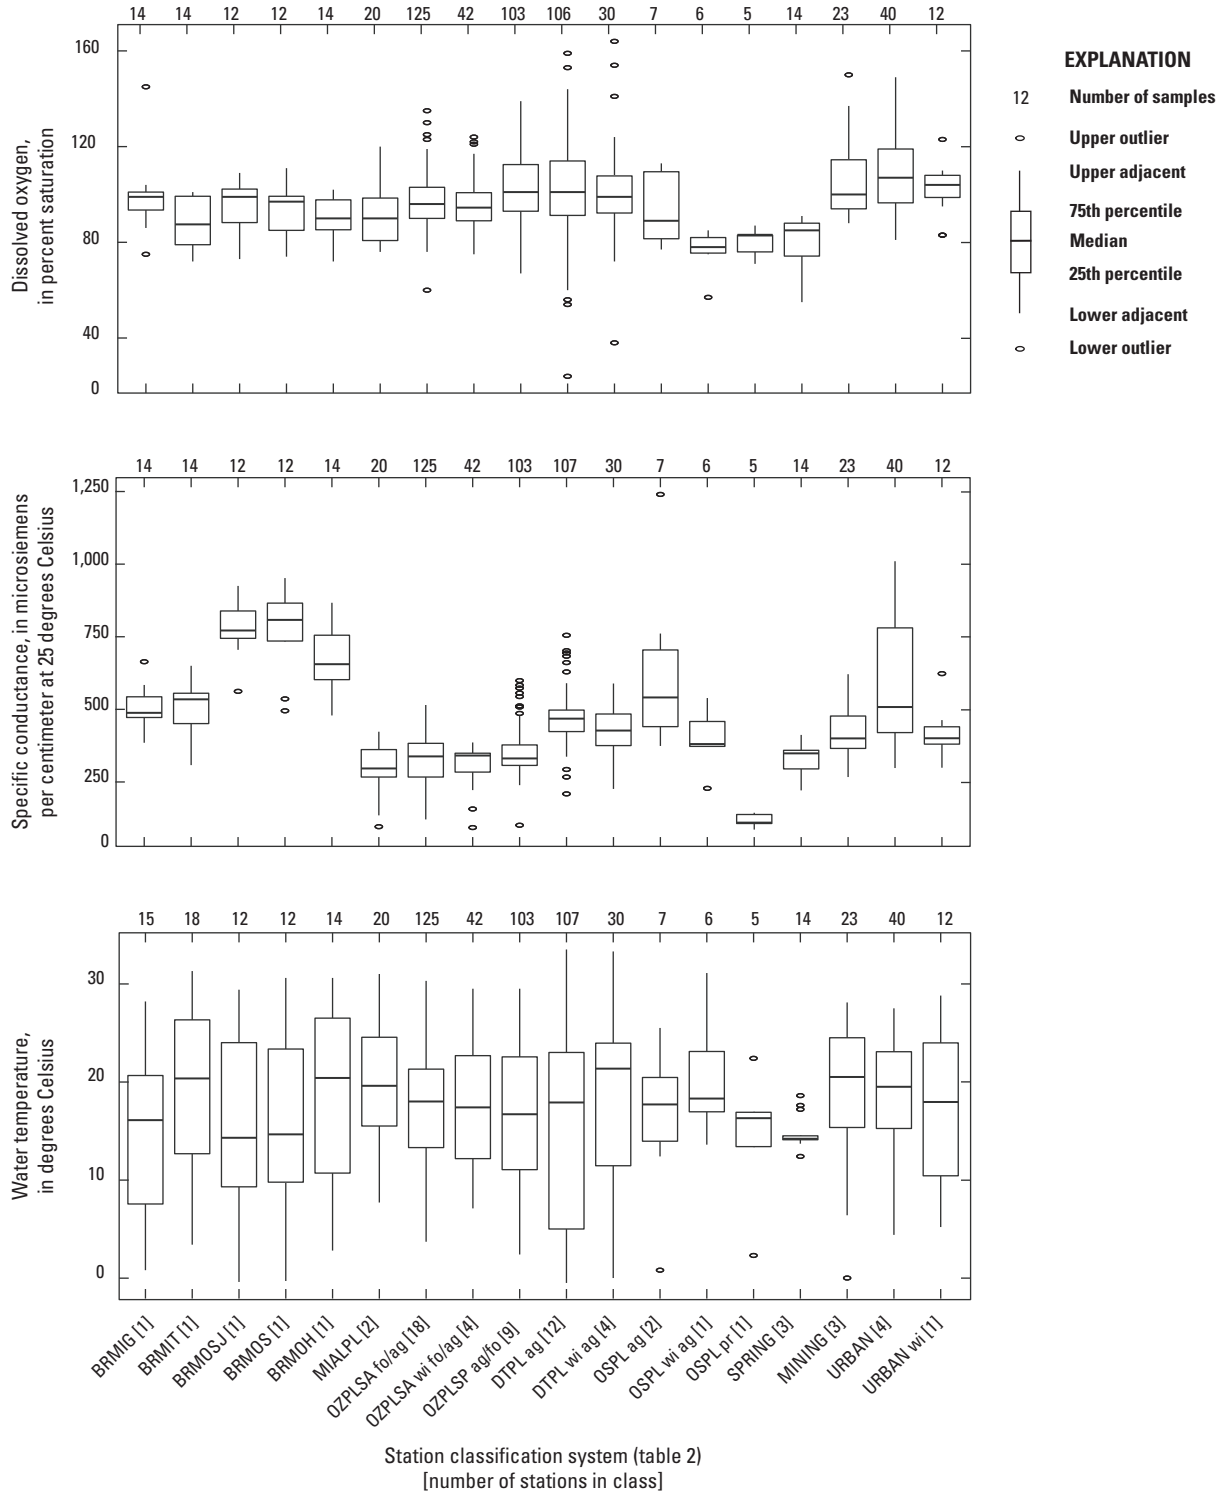 14 14 12 12 14 20 125 42 103 106 30 7 6 5 14 23 40 12
160
120
80
40
0
Dissolved oxygen,
in percent saturation
EXPLANATION
12 Number of samples
Upper outlier
Upper adjacent
75th percentile
Median
25th percentile
Lower adjacent
Lower outlier
14 14 12 12 14 20 125 42 103 107 30 7 6 5 14 23 40 12
1,250
1,000
750
500
250
0
Specific conductance, in microsiemens
per centimeter at 25 degrees Celsius
15 18 12 12 14 20 125 42 103 107 30 7 6 5 14 23 40 12
30
20
10
0
Water temperature,
in degrees Celsius
BRMIG [1]
BRMIT [1]
BRMOSJ [1]
BRMOS [1]
BRMOH [1]
MIALPL [2]
OZPLSA fo/ag [18]
OZPLSA wi fo/ag [4]
OZPLSP ag/fo [9]
DTPL ag [12]
DTPL wi ag [4]
OSPL ag [2]
OSPL wi ag [1]
OSPL pr [1]
SPRING [3]
MINING [3]
URBAN [4]
URBAN wi [1]
Station classification system (table 2)
[number of stations in class]